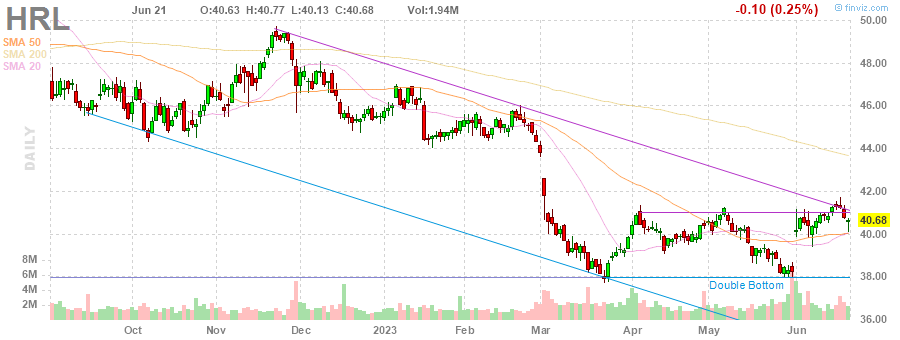 HRL Jun 21 O:40.63 H:40.77 L:40.13 C:40.68 Vol:1.94M -0.10 (0.25%) © finviz.com
SMA 50
SMA 200
SMA 20
50.00
48.00
46.00
44.00
42.00
40.68
40.00
38.00
36.00
DAILY
8M
6M
4M
2M
Double Bottom
Oct Nov Dec 2023 Feb Mar Apr May Jun